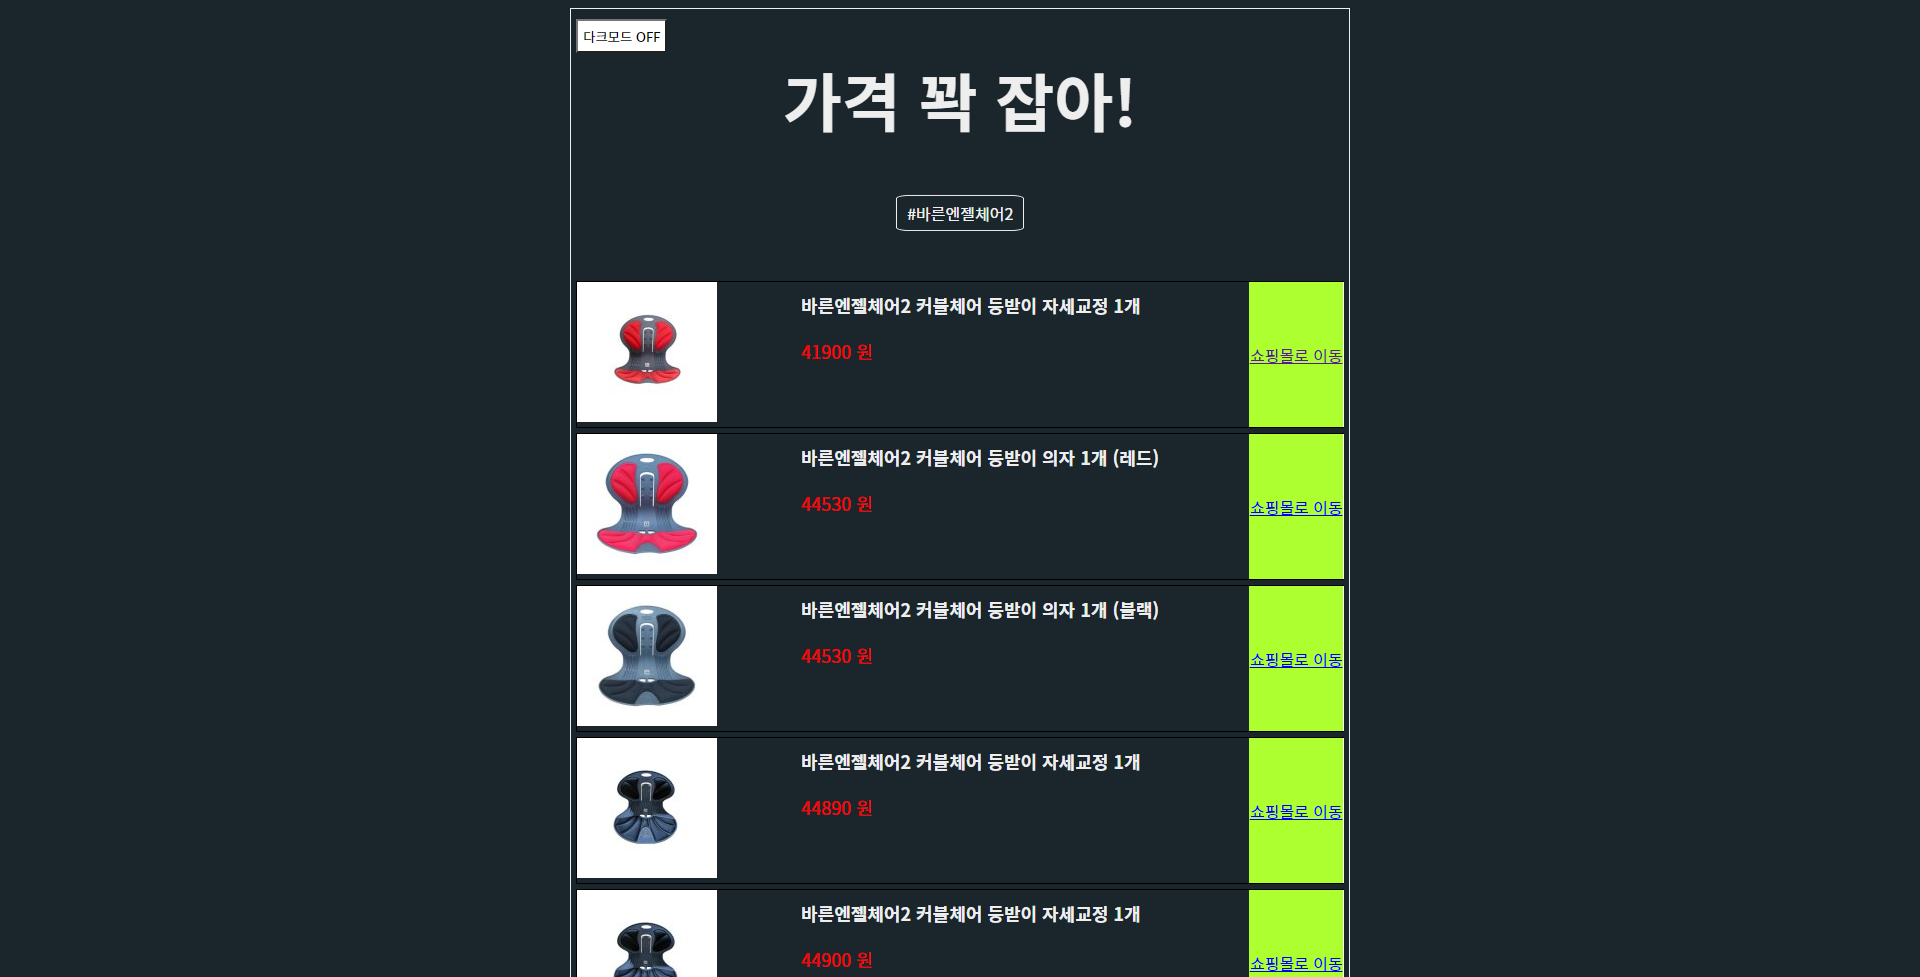 다크모드 OFF
가격 꽉 잡아!
#바른엔젤체어2
바른엔젤체어2 커블체어 등받이 자세교정 1개
41900 원
쇼핑몰로 이동
바른엔젤체어2 커블체어 등받이 의자 1개 (레드)
44530 원
쇼핑몰로 이동
바른엔젤체어2 커블체어 등받이 의자 1개 (블랙)
44530 원
쇼핑몰로 이동
바른엔젤체어2 커블체어 등받이 자세교정 1개
44890 원
쇼핑몰로 이동
바른엔젤체어2 커블체어 등받이 자세교정 1개
44900 원
쇼핑몰로 이동